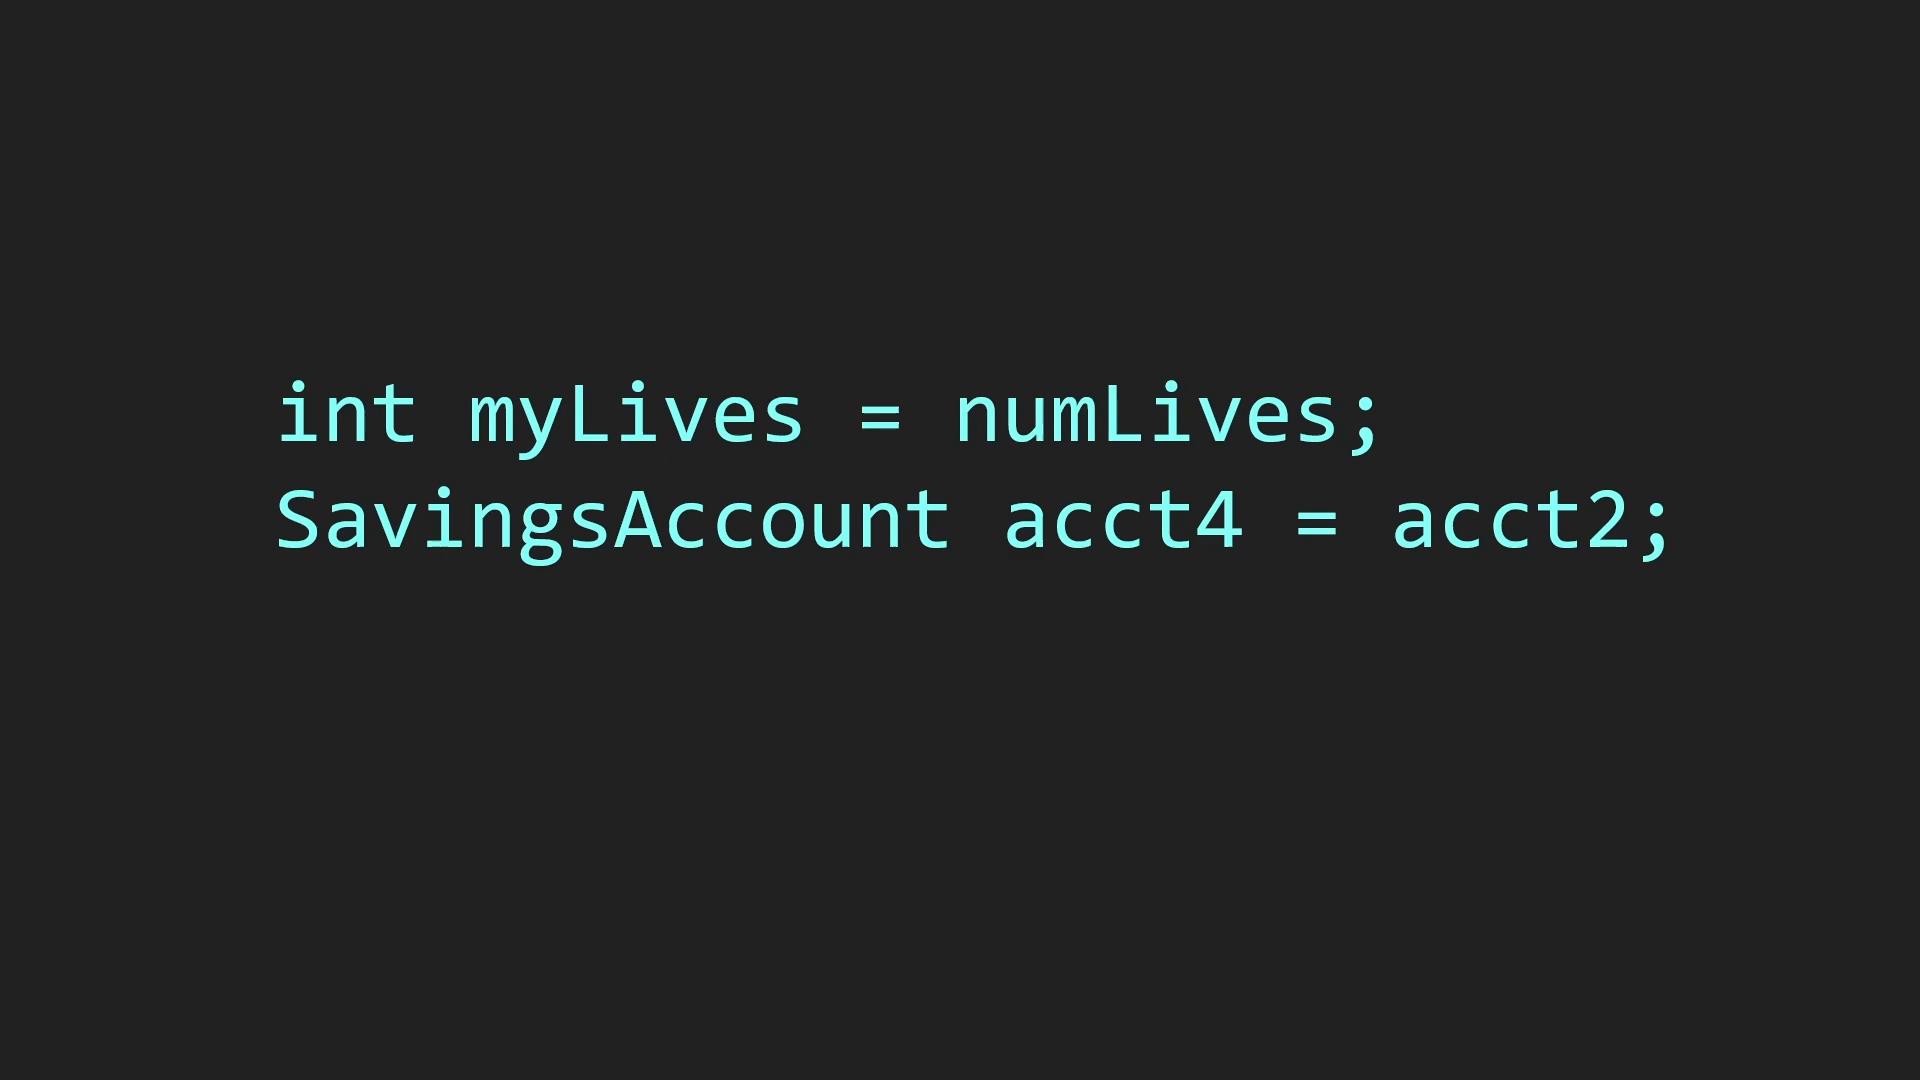 int myLives = numLives;
SavingsAccount acct4 = acct2;